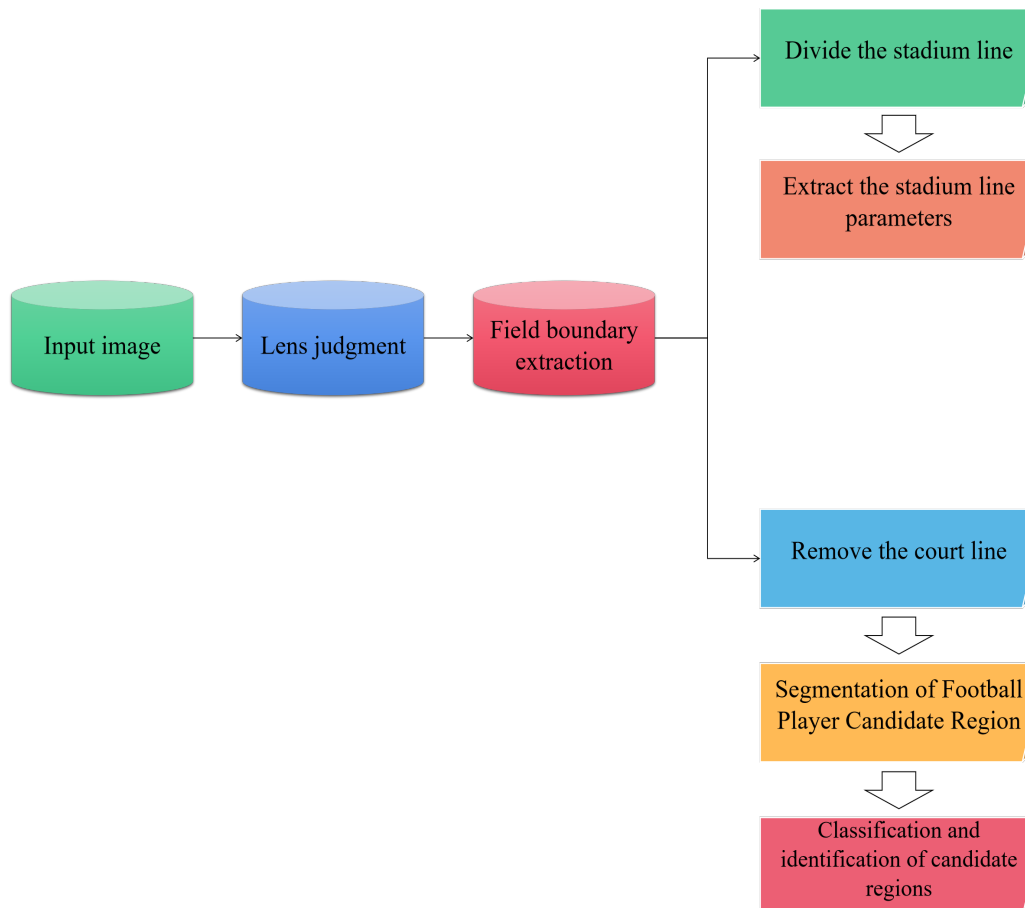 Divide the stadium line
Extract the stadium line
parameters
Input image
Lens judgment
Field boundary
extraction
Remove the court line
Segmentation of Football
Player Candidate Region
Classification and
identification of candidate
regions